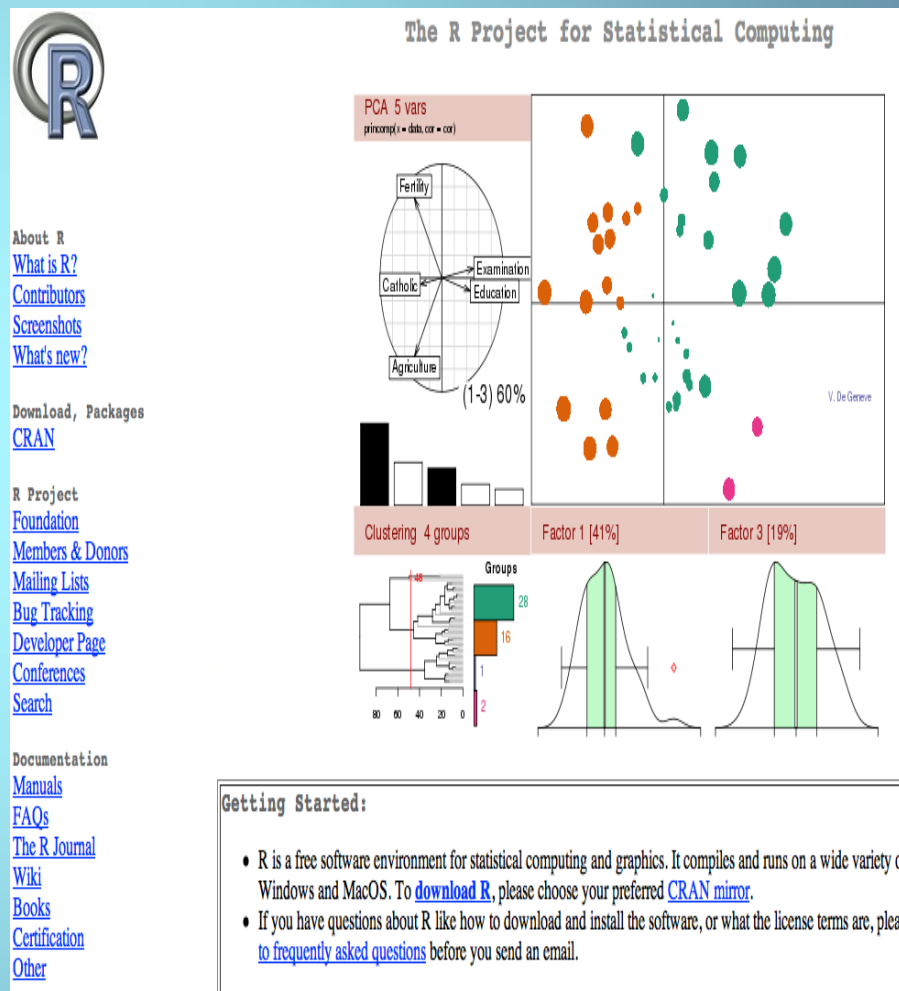 R
The R Project for Statistical Computing
About R
What is R?
Contributors
Screenshots
What's new?
Download, Packages
CRAN
R Project
Foundation
Members & Donors
Mailing Lists
Bug Tracking
Developer Page
Conferences
Search
Documentation
Manuals
FAQs
The R Journal
Wiki
Books
Certification
Other
PCA 5 vars
princomp(x = data, cor = cor)
Fertility
Examination
Catholic
Education
Agriculture
(1-3) 60%
V. De Geneve
Clustering 4 groups
Factor 1 [41%]
Factor 3 [19%]
Groups
48
28
16
1
2
80 60 40 20 0
Getting Started:
• R is a free software environment for statistical computing and graphics. It compiles and runs on a wide variety
Windows and MacOS. To download R, please choose your preferred CRAN mirror.
• If you have questions about R like how to download and install the software, or what the license terms are,
to frequently asked questions before you send an email.